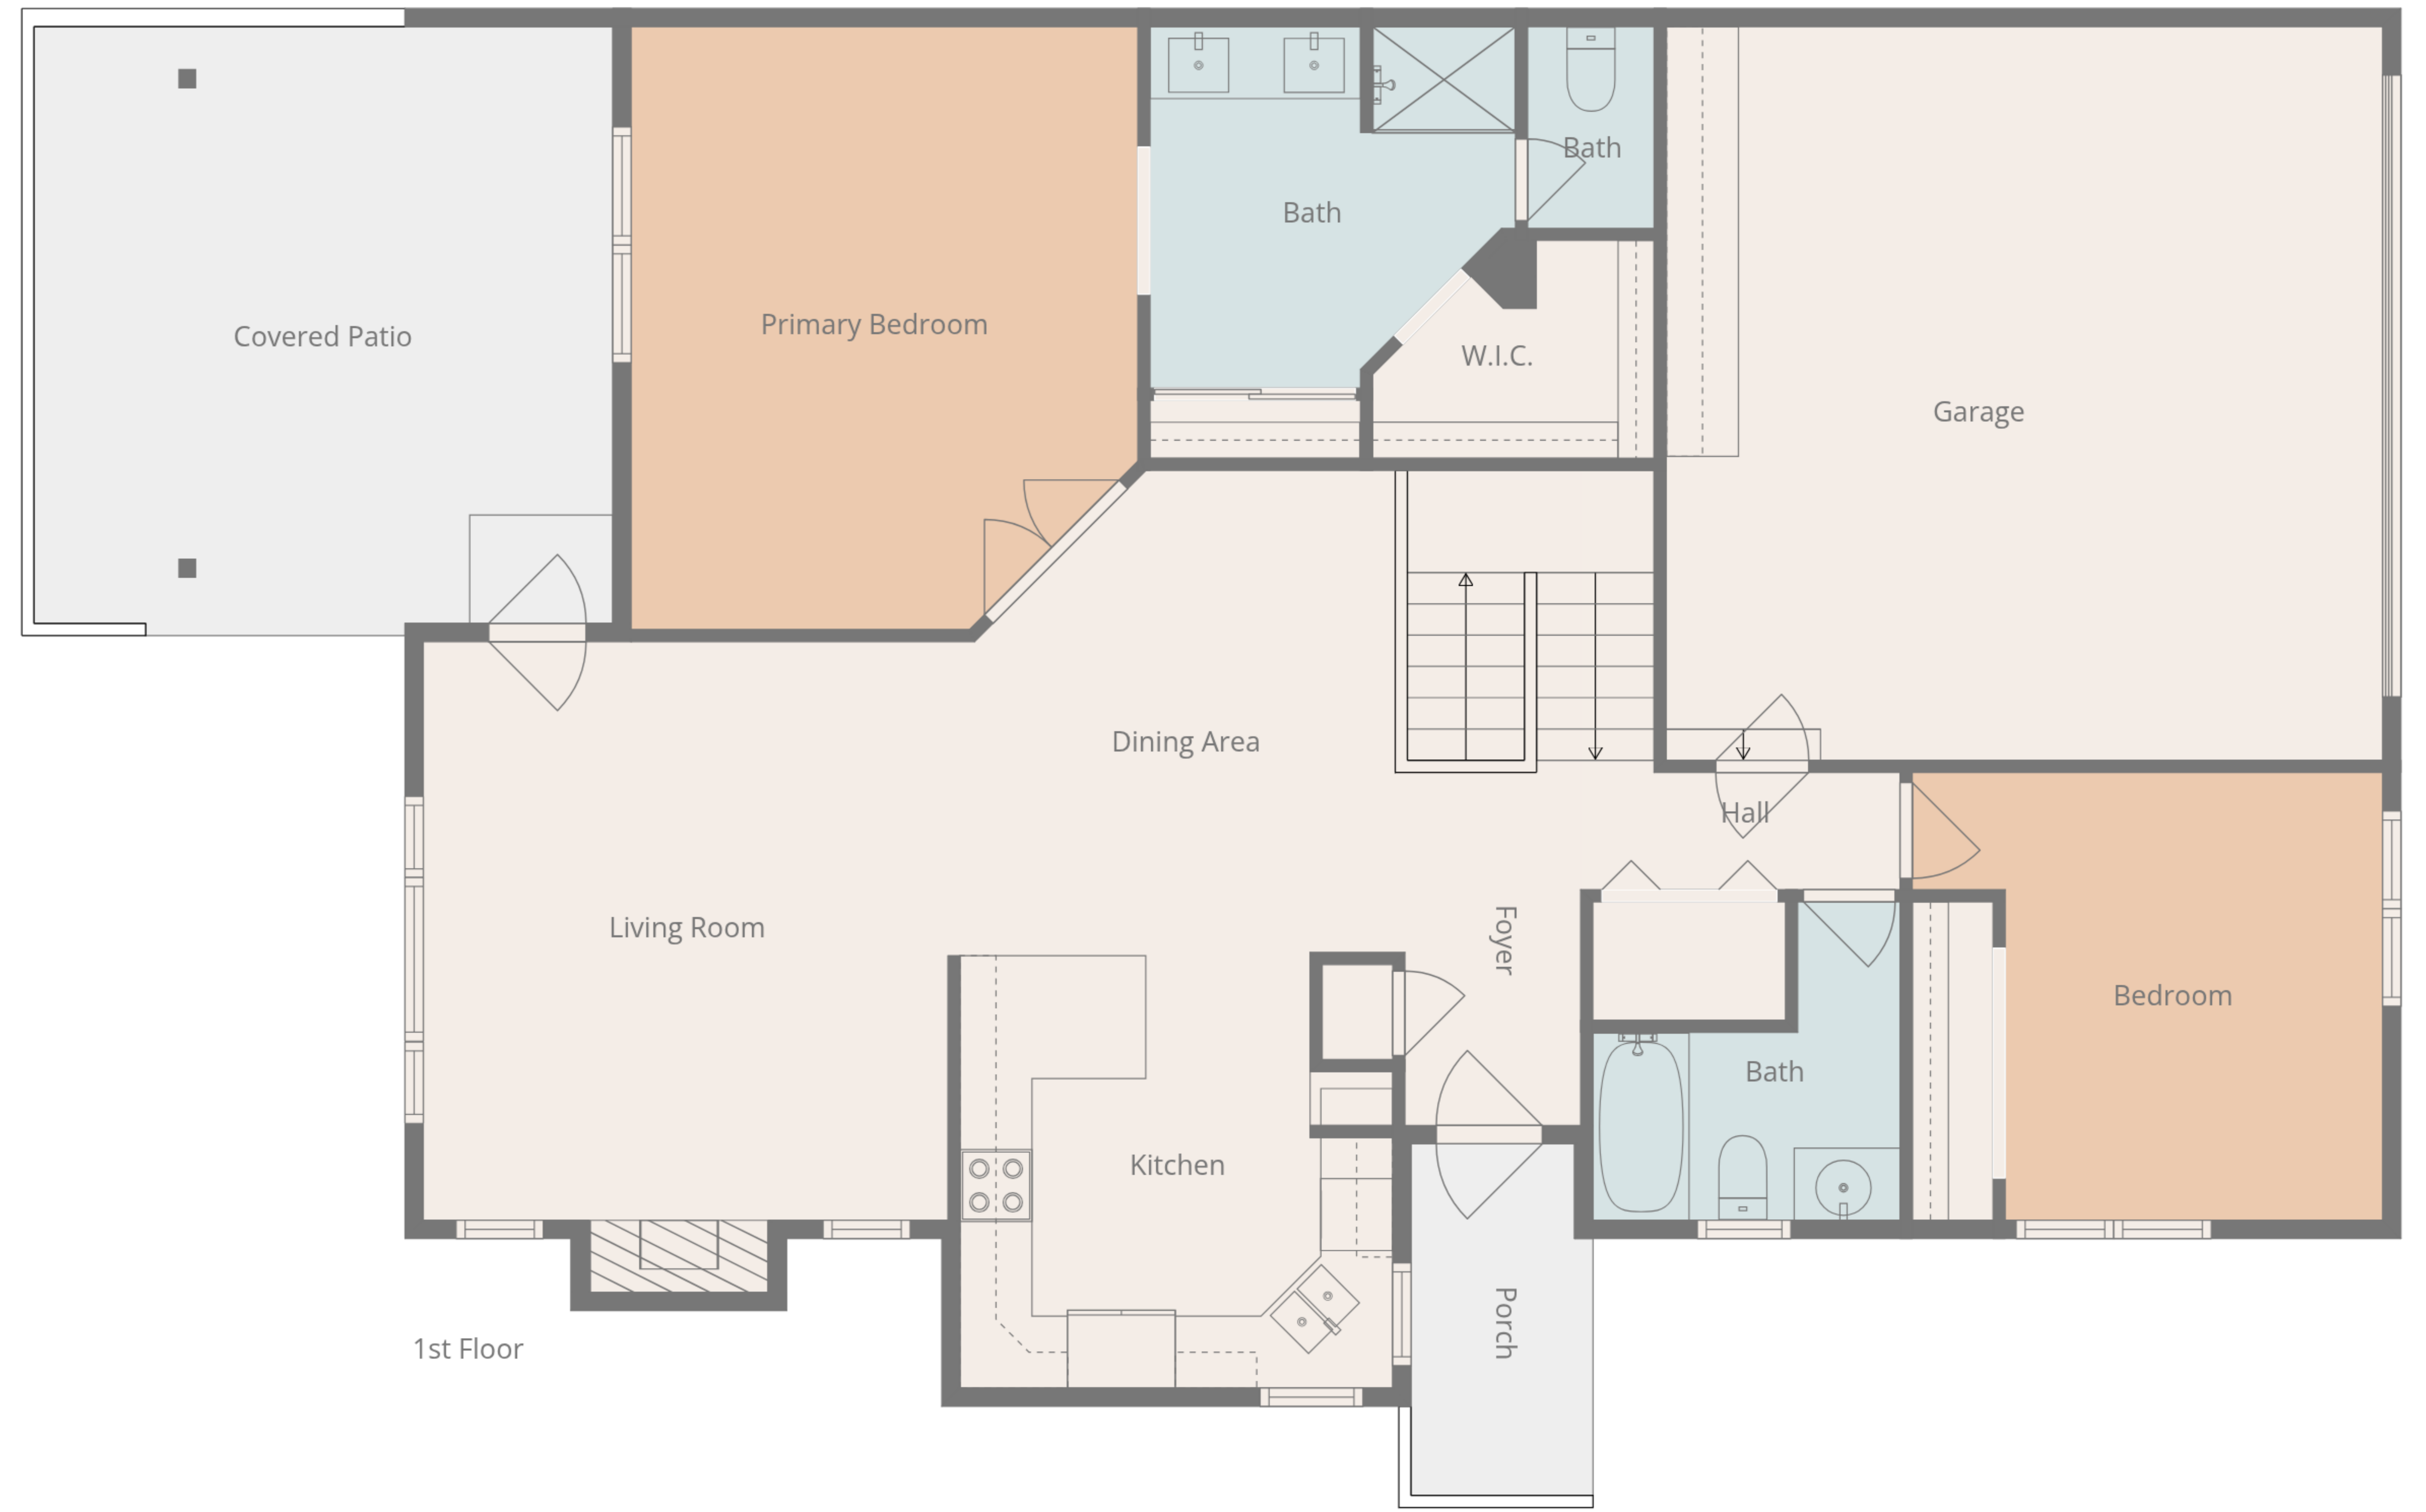 Bath
Bath
Primary Bedroom
Covered Patio
W.I.C.
Garage
Dining Area
Hall
Living Room
Foyer
Bedroom
Bath
Kitchen
Porch
1st Floor